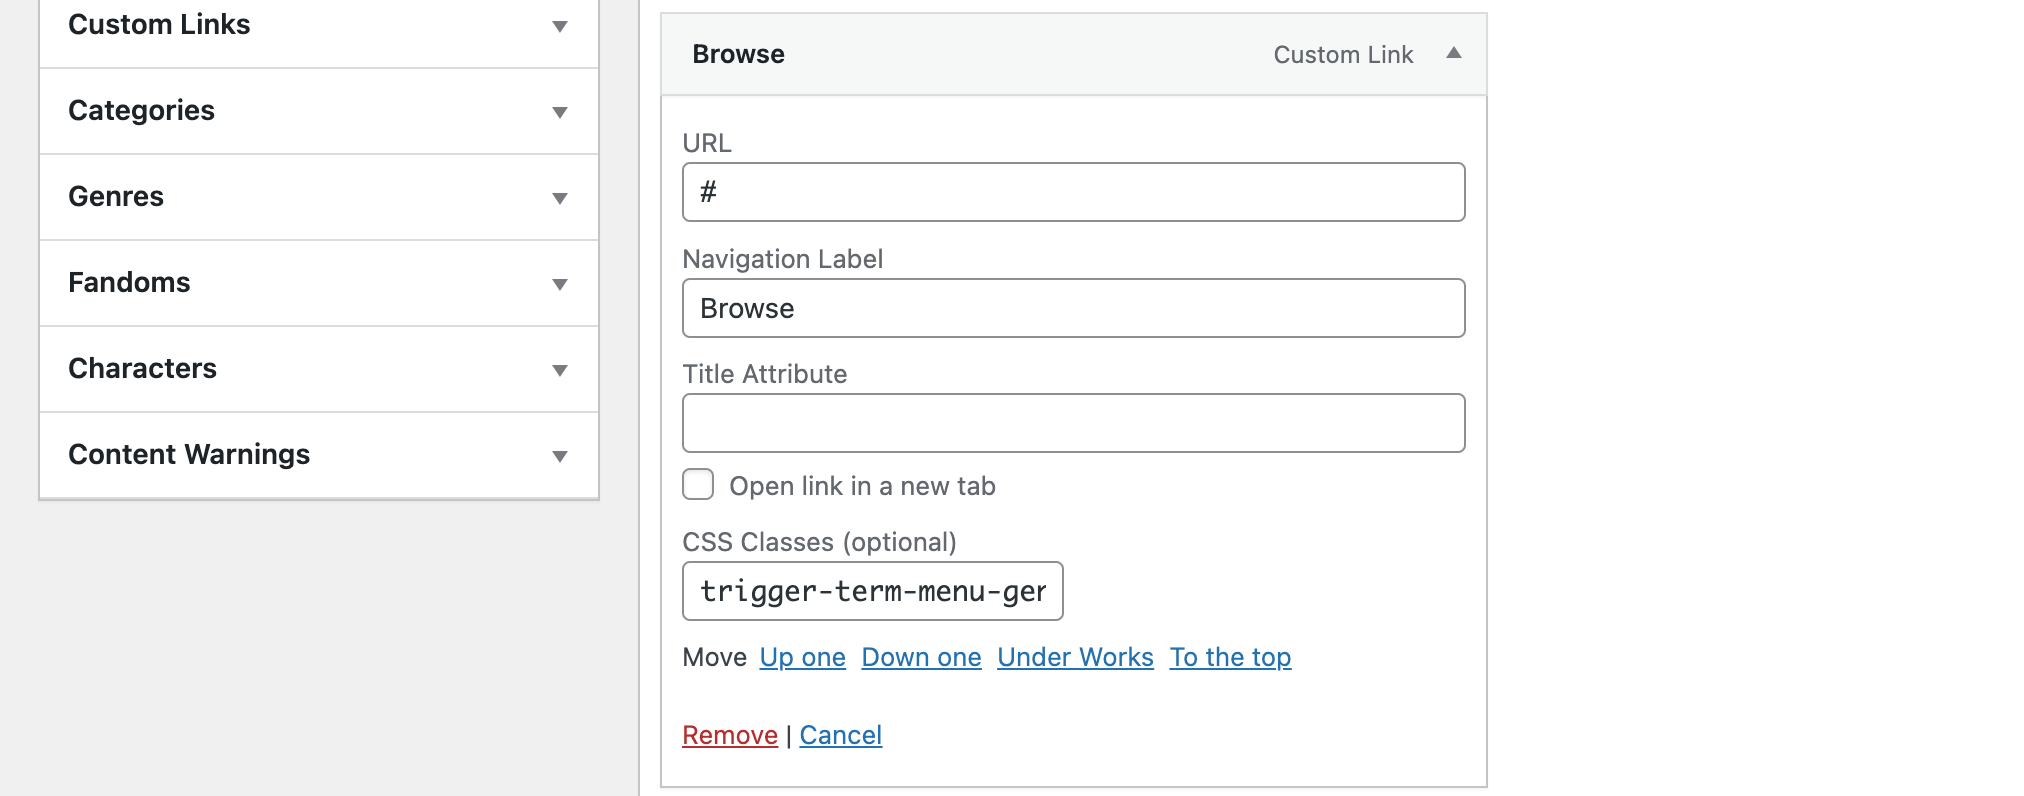 Custom Links
Categories
Genres
Fandoms
Characters
Content Warnings
Browse Custom Link
URL
#
Navigation Label
Browse
Title Attribute
Open link in a new tab
CSS Classes (optional)
trigger-term-menu-ger
Move Up one Down one Under Works To the top
Remove | Cancel